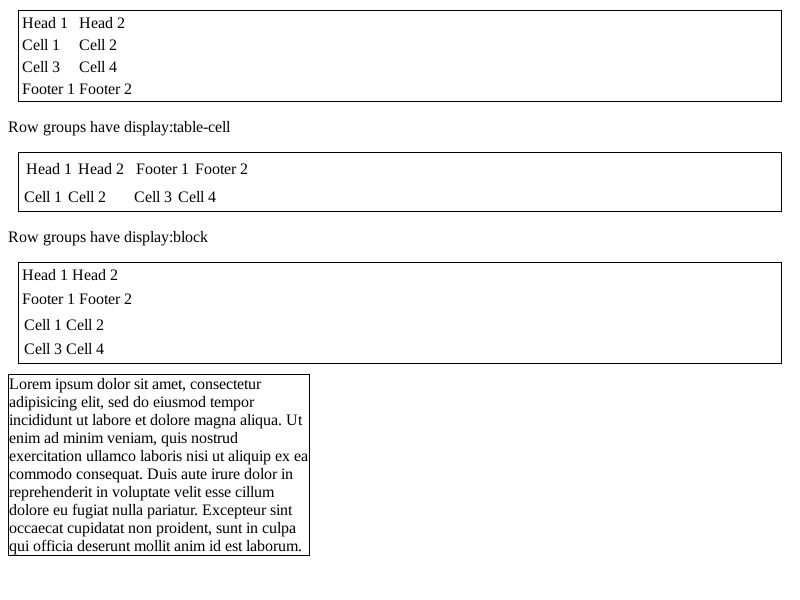 Head 1 Head 2
Cell 1 Cell 2
Cell 3 Cell 4
Footer 1 Footer 2
Row groups have display:table-cell
Head 1 Head 2 Footer 1 Footer 2
Cell 1 Cell 2 Cell 3 Cell 4
Row groups have display:block
Head 1 Head 2
Footer 1 Footer 2
Cell 1 Cell 2
Cell 3 Cell 4
Lorem ipsum dolor sit amet, consectetur
adipisicing elit, sed do eiusmod tempor
incididunt ut labore et dolore magna aliqua. Ut
enim ad minim veniam, quis nostrud
exercitation ullamco laboris nisi ut aliquip ex ea
commodo consequat. Duis aute irure dolor in
reprehenderit in voluptate velit esse cillum
dolore eu fugiat nulla pariatur. Excepteur sint
occaecat cupidatat non proident, sunt in culpa
qui officia deserunt mollit anim id est laborum.